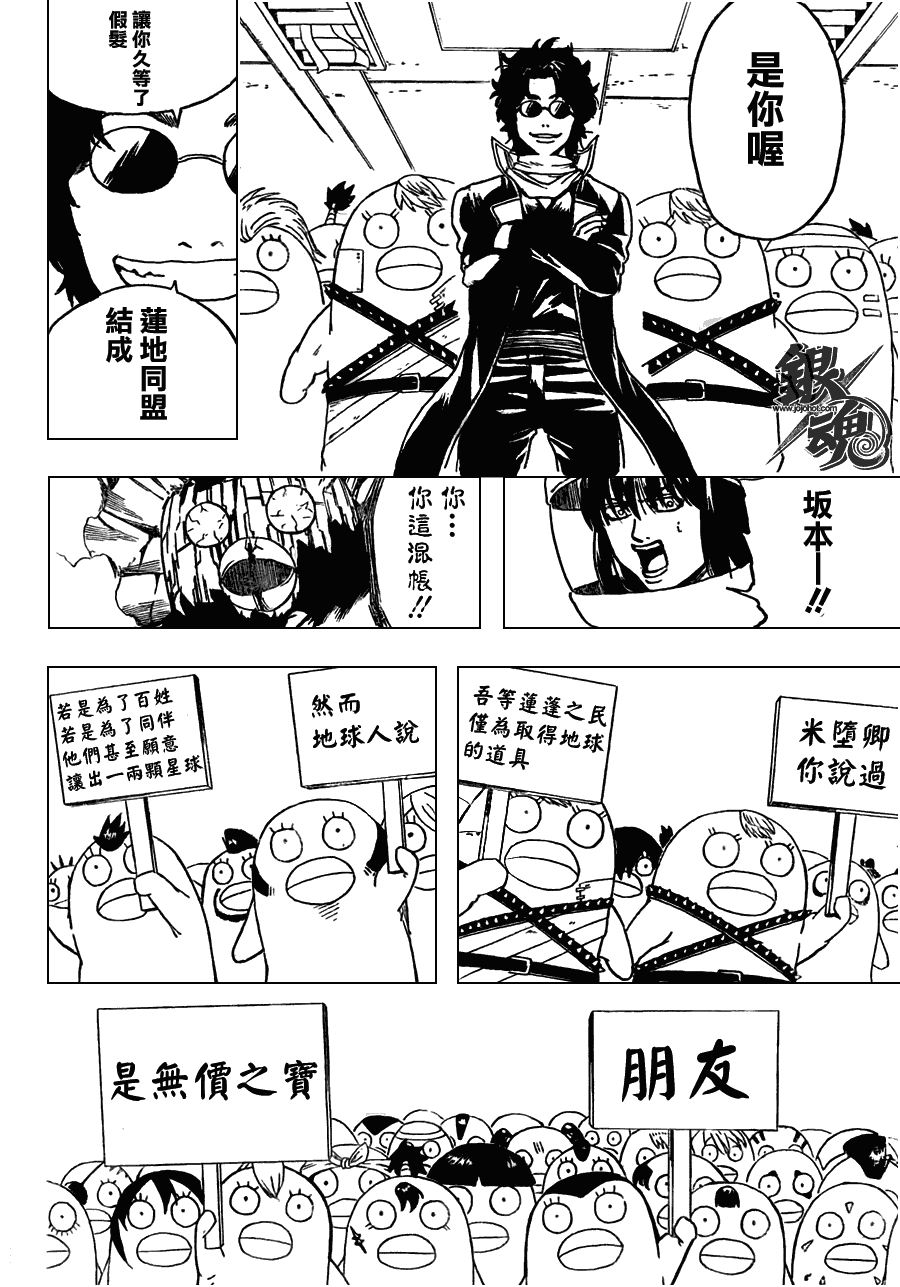 是你喔
讓你久等了
假髮
蓮地同盟
結成
銀魂
www.jojohot.com
坂本——!!
你…
你這混帳!!
米墮卿
你說過
吾等蓮蓬之民
僅為取得地球
的道具
然而
地球人說
若是為了百姓
若是為了同伴
他們甚至願意
讓出一兩顆星球
朋友
是無價之寶